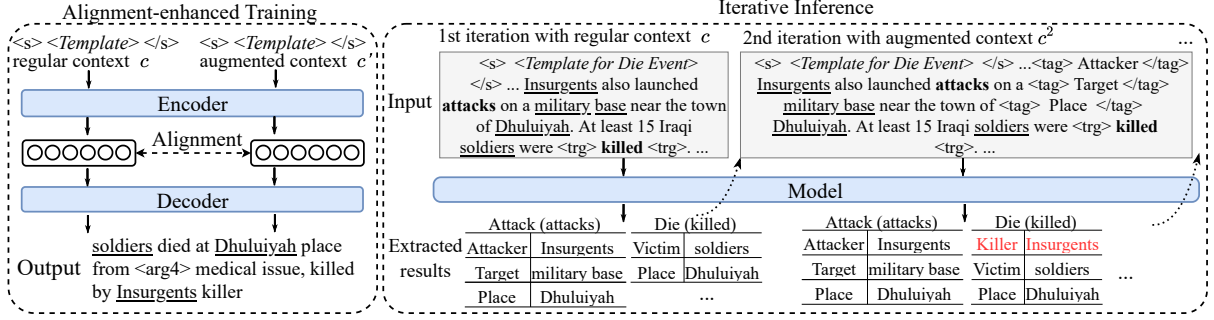 Alignment-enhanced Training
<s> <Template> </s>
regular context c
<s> <Template> </s>
augmented context c'
Encoder
Alignment
Decoder
Output
soldiers died at Dhuluiyah place
from <arg4> medical issue, killed
by Insurgents killer
Iterative Inference
1st iteration with regular context c
Input
<s> <Template for Die Event>
</s> ... Insurgents also launched
attacks on a military base near the town
of Dhuluiyah. At least 15 Iraqi
soldiers were <trg> killed <trg>. ...
2nd iteration with augmented context c²
...
<s> <Template for Die Event> </s> ...<tag> Attacker </tag>
Insurgents also launched attacks on a <tag> Target </tag>
military base near the town of <tag> Place </tag>
Dhuluiyah. At least 15 Iraqi soldiers were <trg> killed
<trg>. ...
Model
Extracted
results
Attack (attacks)
Attacker Insurgents
Target military base
Place Dhuluiyah
Die (killed)
Victim soldiers
Place Dhuluiyah
...
Attack (attacks)
Attacker Insurgents
Target military base
Place Dhuluiyah
Die (killed)
Killer Insurgents
Victim soldiers
Place Dhuluiyah
...